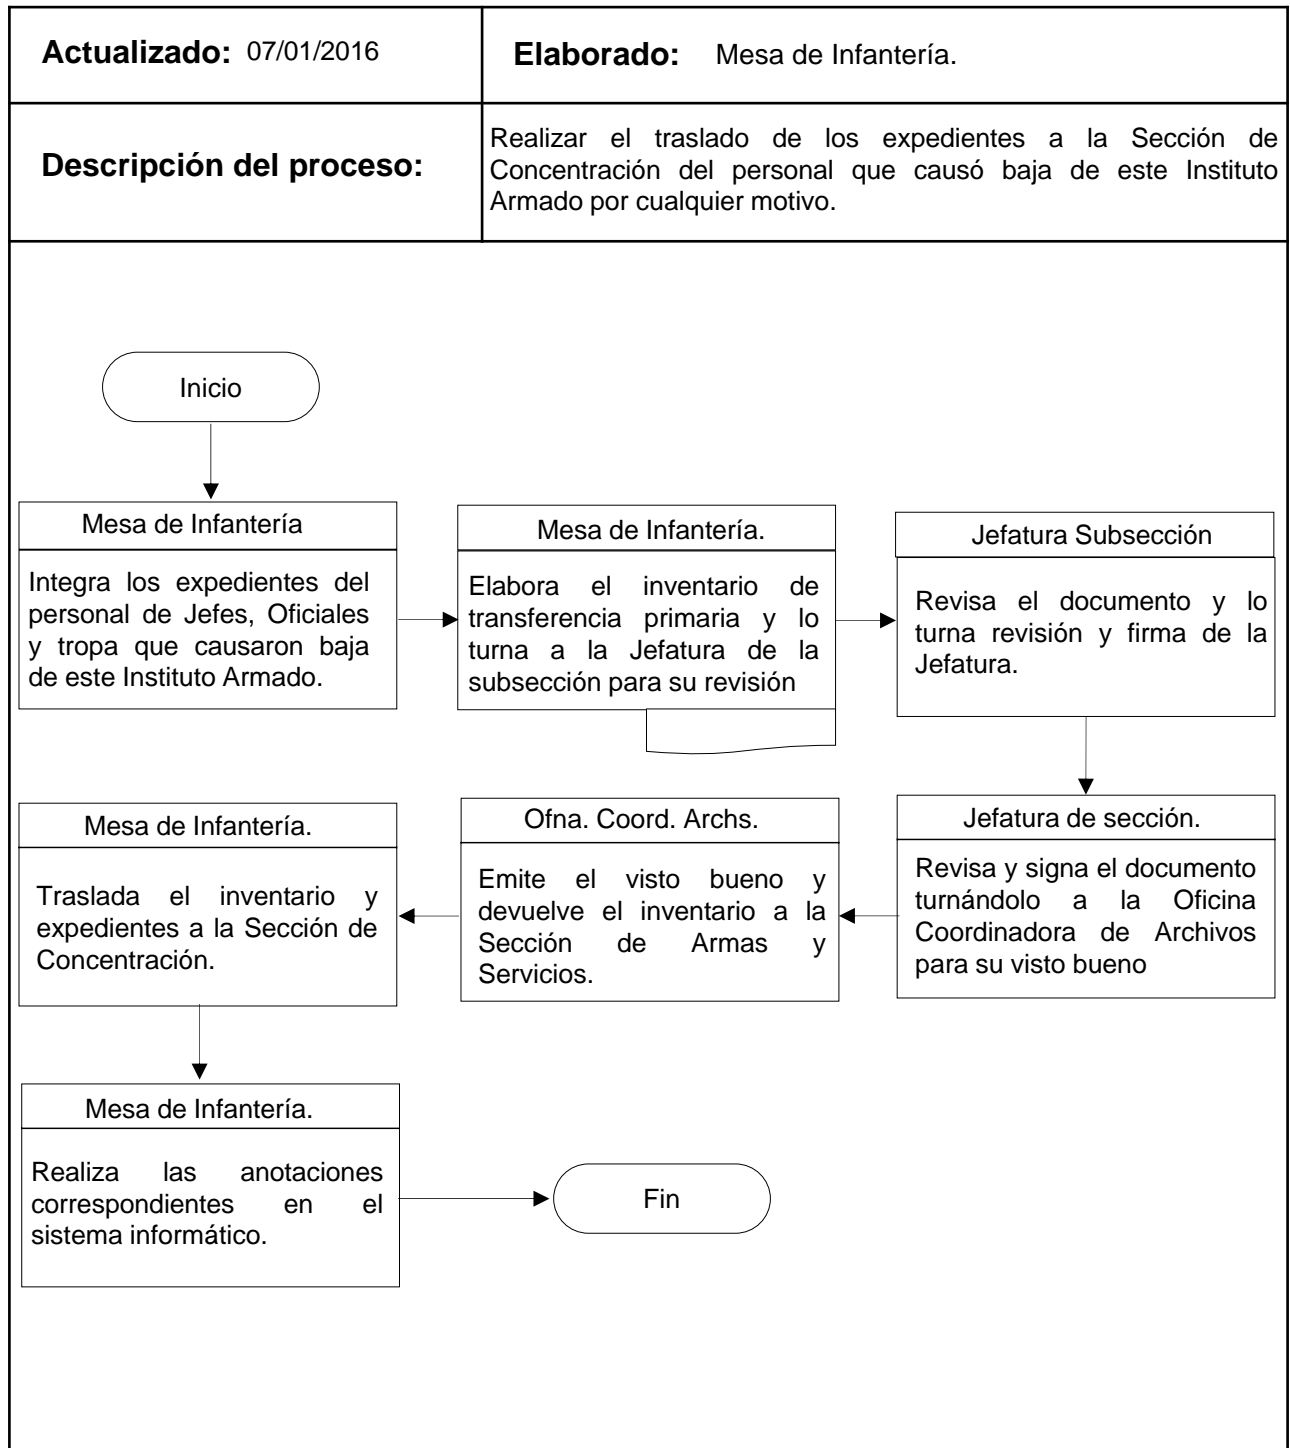 Actualizado: 07/01/2016
Elaborado: Mesa de Infantería.
Descripción del proceso:
Realizar el traslado de los expedientes a la Sección de
Concentración del personal que causó baja de este Instituto
Armado por cualquier motivo.
Inicio
Mesa de Infantería
Integra los expedientes del
personal de Jefes, Oficiales
y tropa que causaron baja
de este Instituto Armado.
Mesa de Infantería.
Elabora el inventario de
transferencia primaria y lo
turna a la Jefatura de la
subsección para su revisión
Jefatura Subsección
Revisa el documento y lo
turna revisión y firma de la
Jefatura.
Jefatura de sección.
Revisa y signa el documento
turnándolo a la Oficina
Coordinadora de Archivos
para su visto bueno
Ofna. Coord. Archs.
Emite el visto bueno y
devuelve el inventario a la
Sección de Armas y
Servicios.
Mesa de Infantería.
Traslada el inventario y
expedientes a la Sección de
Concentración.
Mesa de Infantería.
Realiza las anotaciones
correspondientes en el
sistema informático.
Fin